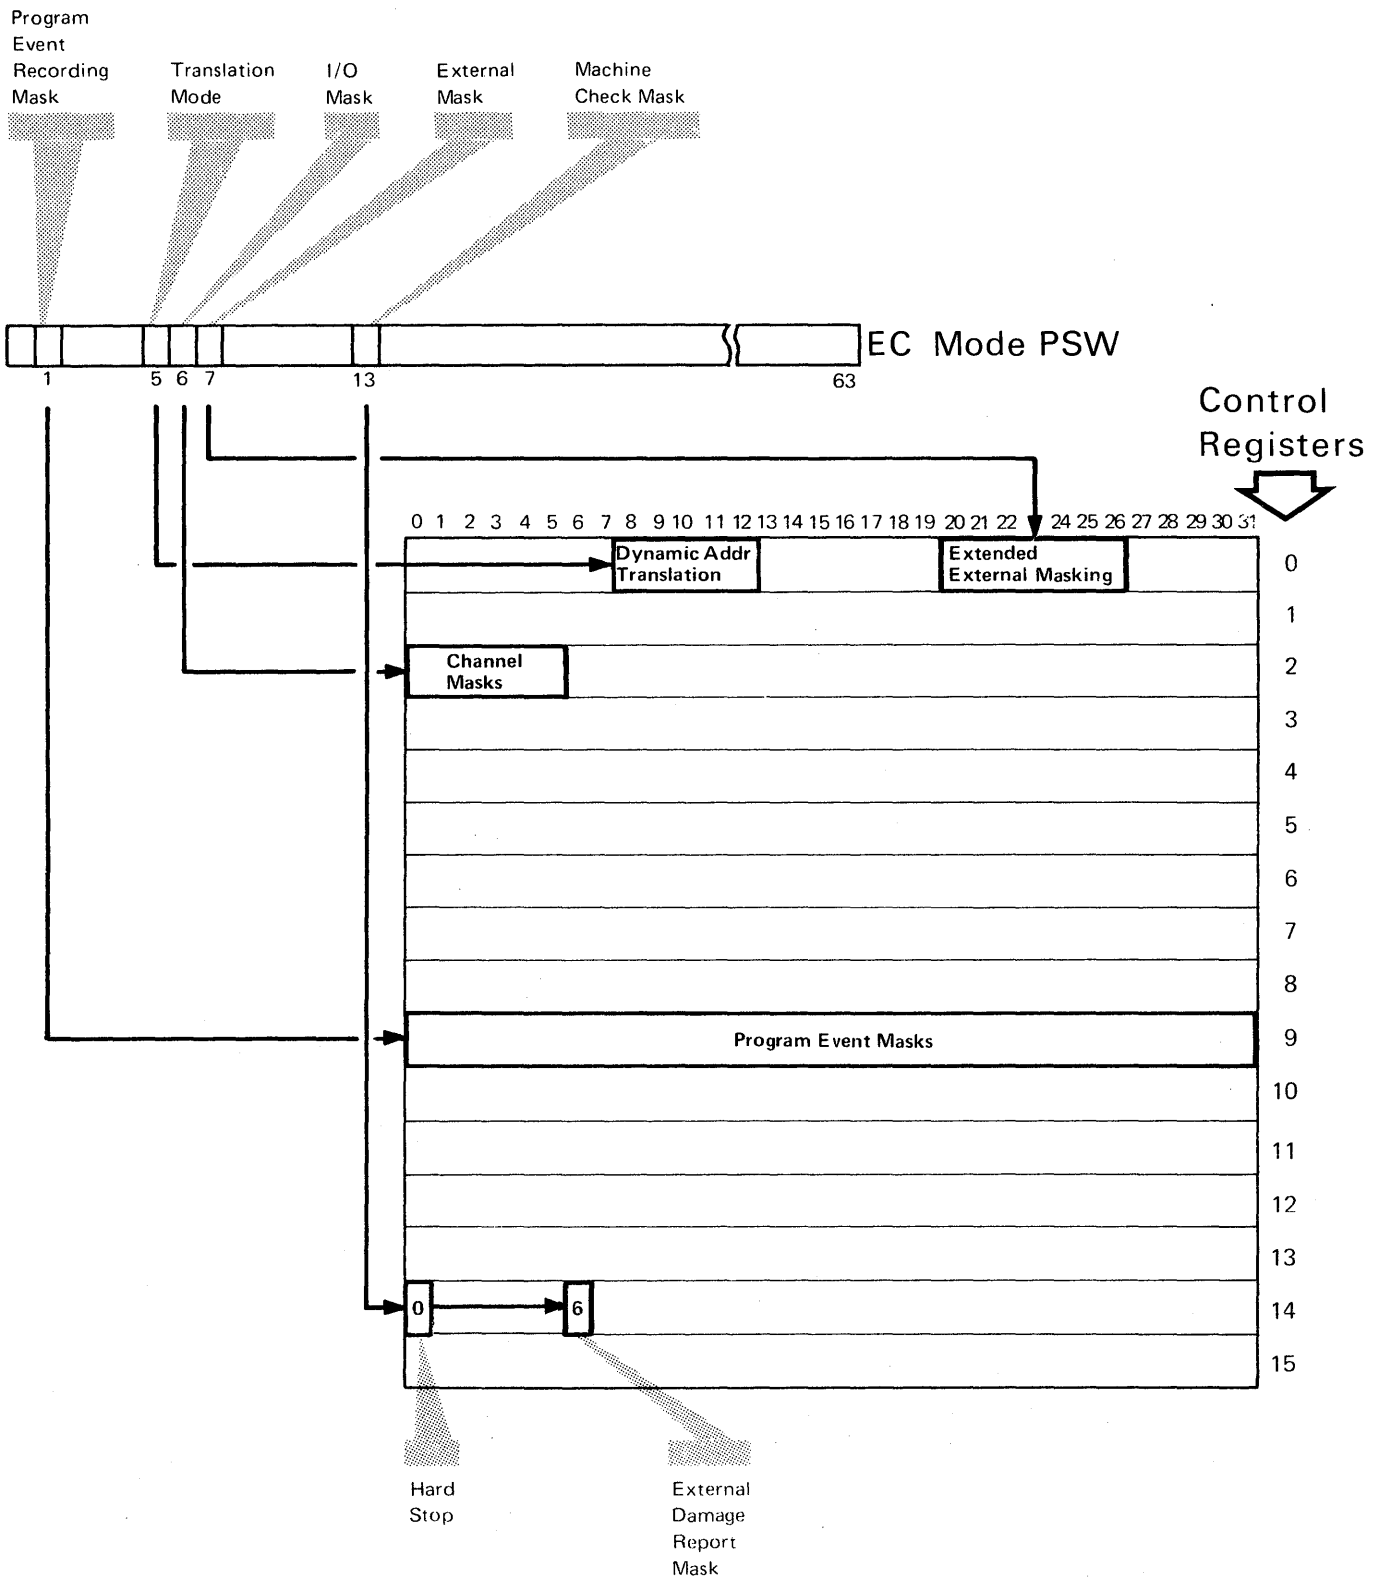 Program
Event
Recording
Mask
Translation
Mode
I/O
Mask
External
Mask
Machine
Check Mask
EC Mode PSW
1 5 6 7 13 63
Control
Registers
0 1 2 3 4 5 6 7 8 9 10 11 12 13 14 15 16 17 18 19 20 21 22 24 25 26 27 28 29 30 31
Dynamic Addr
Translation
Extended
External Masking
0
1
Channel
Masks
2
3
4
5
6
7
8
Program Event Masks
9
10
11
12
13
0 6
14
15
Hard
Stop
External
Damage
Report
Mask